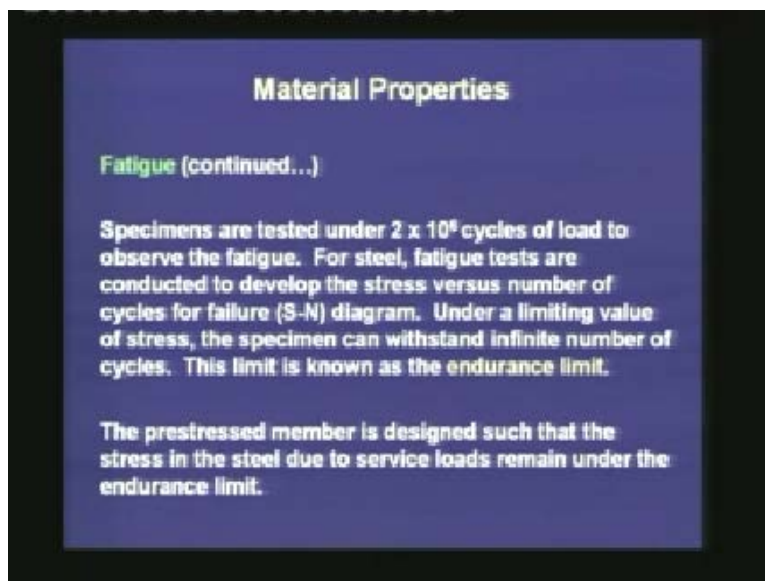 Material Properties
Fatigue (continued...)
Specimens are tested under 2 x 10⁶ cycles of load to
observe the fatigue. For steel, fatigue tests are
conducted to develop the stress versus number of
cycles for failure (S-N) diagram. Under a limiting value
of stress, the specimen can withstand infinite number of
cycles. This limit is known as the endurance limit.
The prestressed member is designed such that the
stress in the steel due to service loads remain under the
endurance limit.